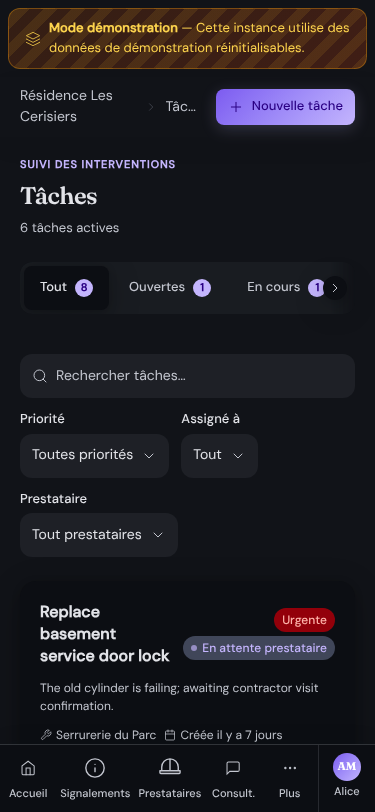 Mode démonstration — Cette instance utilise des
données de démonstration réinitialisables.
Résidence Les
Cerisiers
Tâc...
Nouvelle tâche
SUIVI DES INTERVENTIONS
Tâches
6 tâches actives
Tout 8
Ouvertes 1
En cours 1
Rechercher tâches...
Priorité
Assigné à
Toutes priorités
Tout
Prestataire
Tout prestataires
Replace
basement
service door lock
Urgente
En attente prestataire
The old cylinder is failing; awaiting contractor visit
confirmation.
Serrurerie du Parc
Créée il y a 7 jours
Accueil
Signalements
Prestataires
Consult.
Plus
AM
Alice